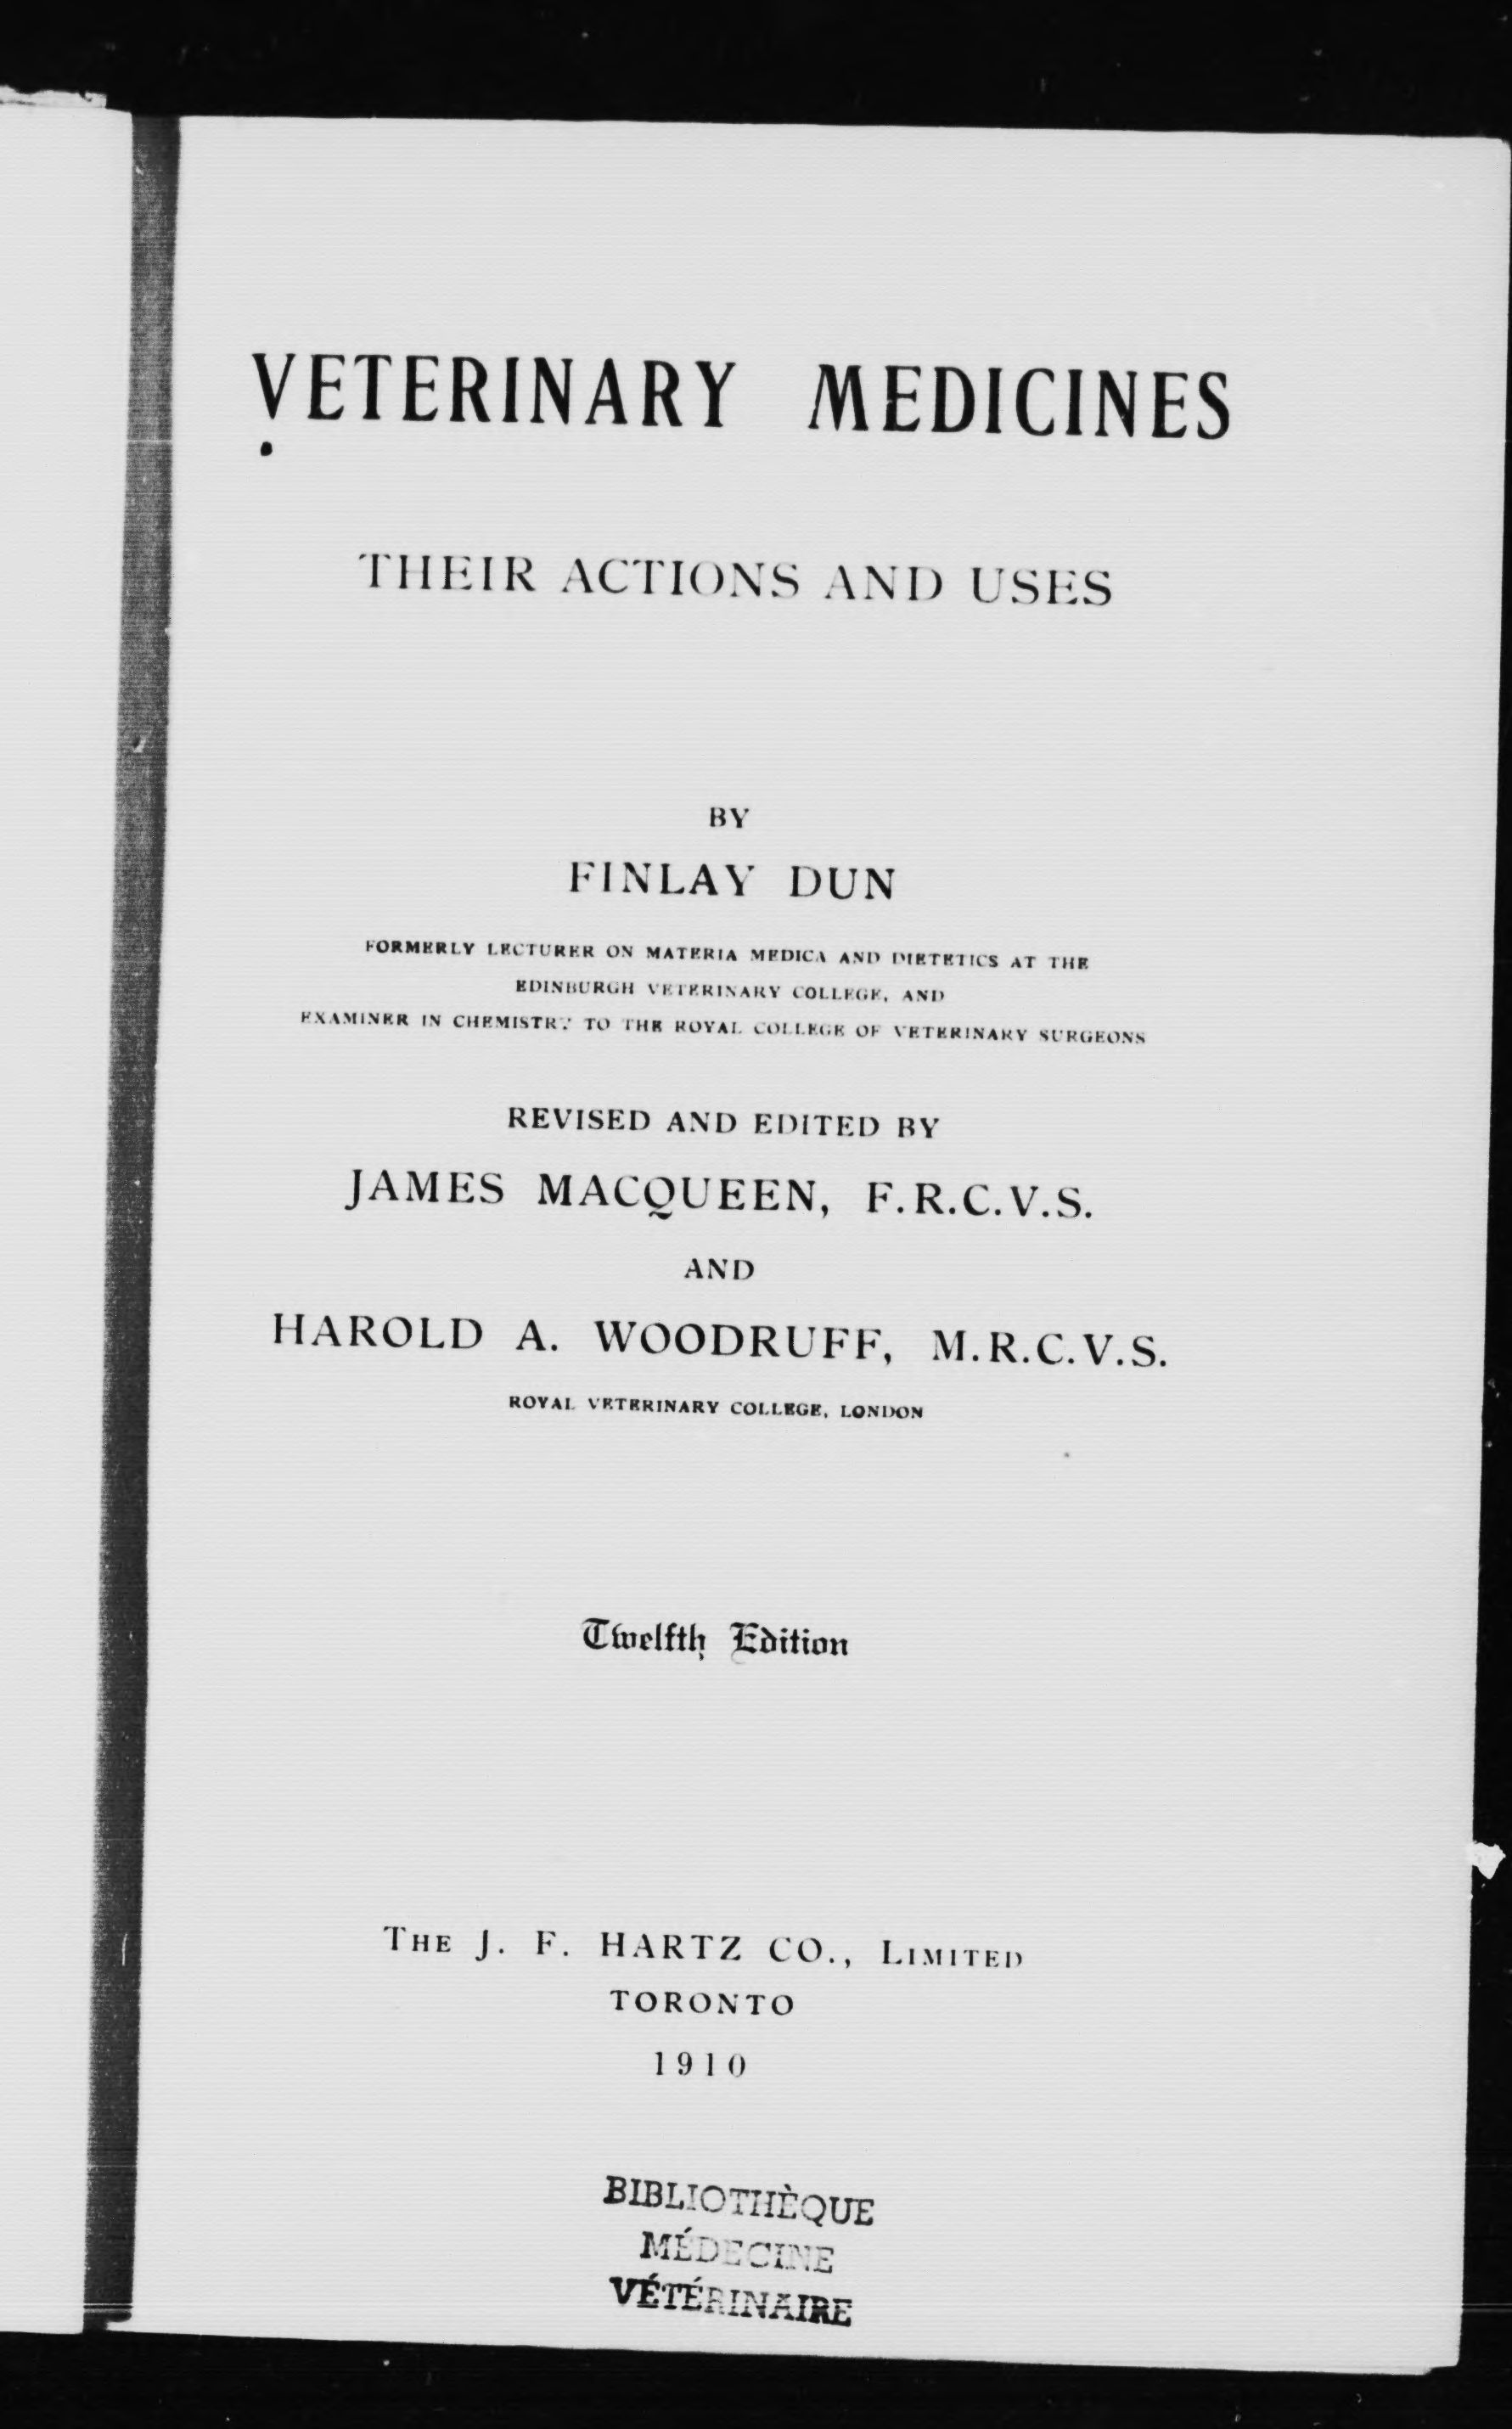 VETERINARY MEDICINES
THEIR ACTIONS AND USES
BY
FINLAY DUN
FORMERLY LECTURER ON MATERIA MEDICA AND DIETETICS AT THE
EDINBURGH VETERINARY COLLEGE, AND
EXAMINER IN CHEMISTRY TO THE ROYAL COLLEGE OF VETERINARY SURGEONS
REVISED AND EDITED BY
JAMES MACQUEEN, F.R.C.V.S.
AND
HAROLD A. WOODRUFF, M.R.C.V.S.
ROYAL VETERINARY COLLEGE, LONDON
Twelfth Edition
THE J. F. HARTZ CO., LIMITED
TORONTO
1910
BIBLIOTHÈQUE
MÉDECINE
VÉTÉRINAIRE